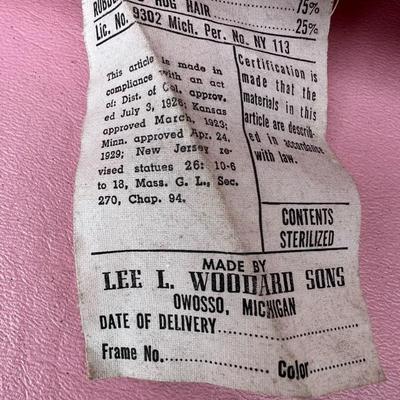 HOG HAIR 75%
25%
Lic. No. 9302 Mich. Per. No. NY 113
This article is made in
compliance with an act
of: Dist. of Col. approv-
ed July 3, 1926; Kansas
approved March, 1923;
Minn. approved Apr. 24,
1929; New Jersey re-
vised statues 26: 10-6
to 18, Mass. G. L., Sec.
270, Chap. 94.
Certification is
made that the
materials in this
article are describ-
ed in accordance
with law.
CONTENTS
STERILIZED
MADE BY
LEE L. WOODARD SONS
OWOSSO, MICHIGAN
DATE OF DELIVERY
Frame No. Color